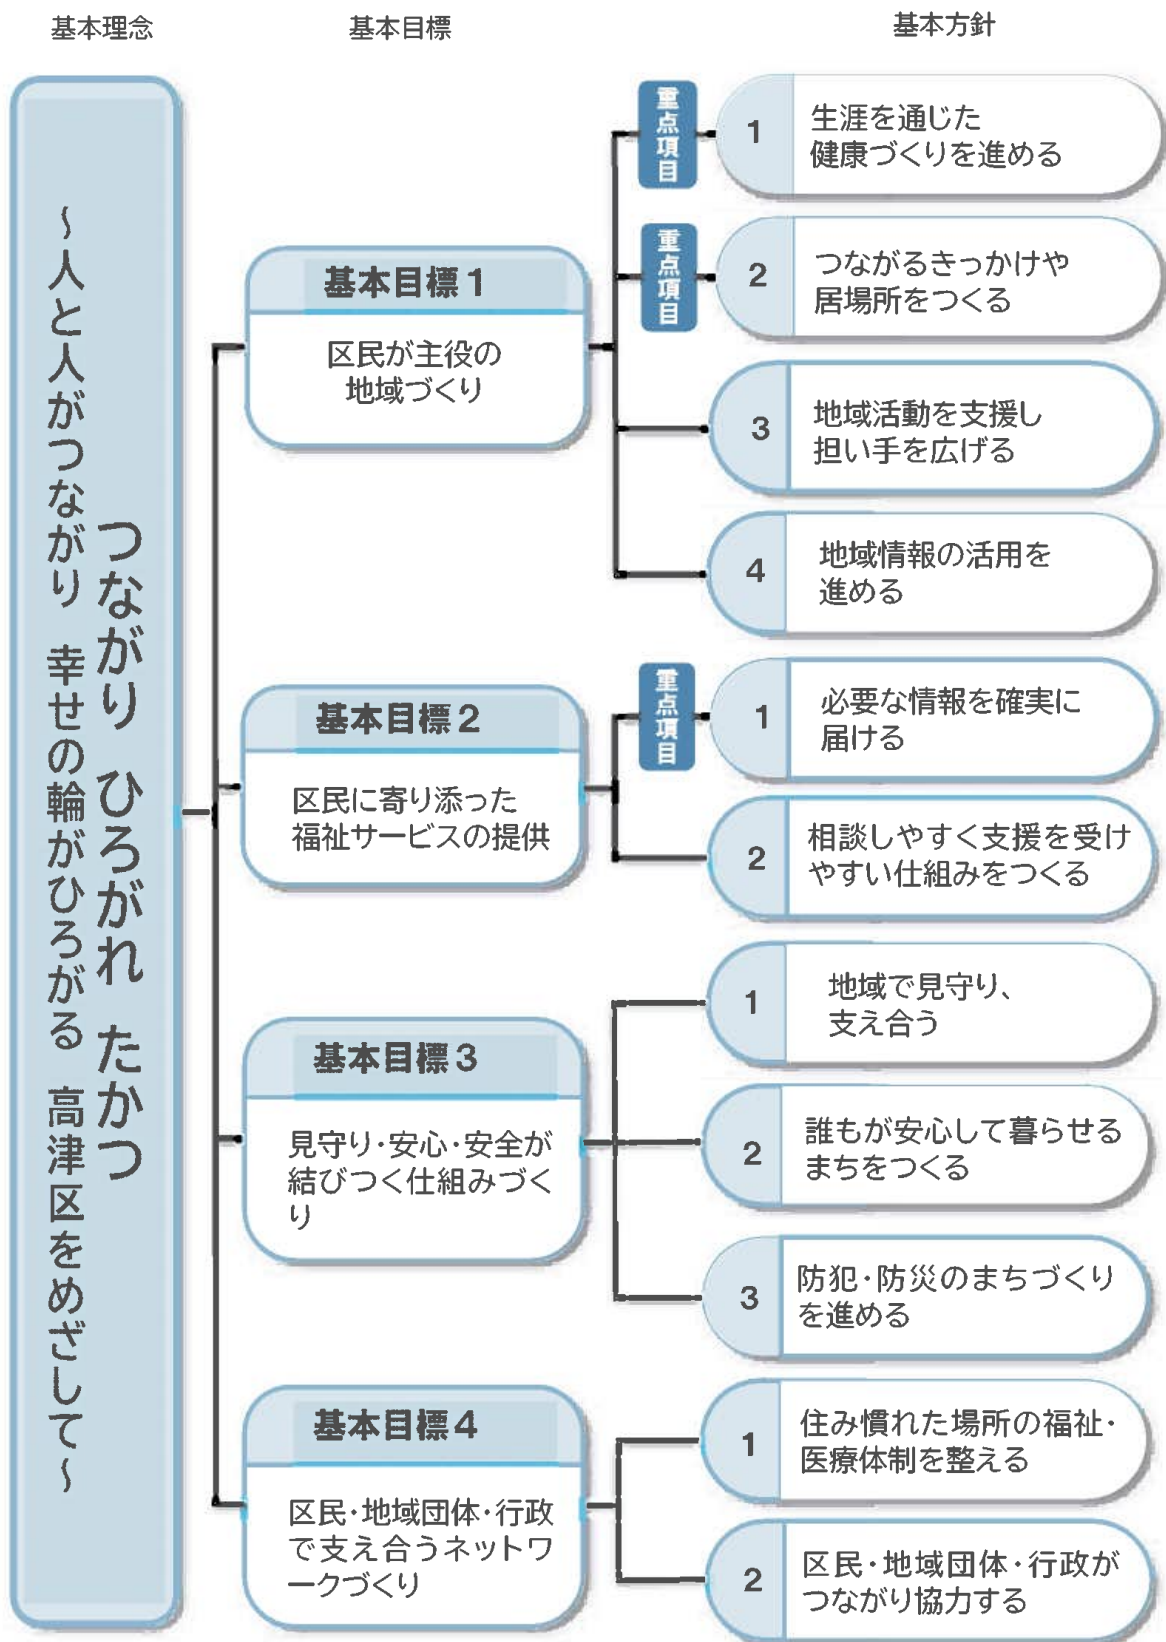 基本理念
基本目標
基本方針
つながり ひろがれ たかつ
~人と人がつながり 幸せの輪がひろがる 高津区をめざして~
基本目標1
区民が主役の
地域づくり
重点項目
1
生涯を通じた
健康づくりを進める
重点項目
2
つながるきっかけや
居場所をつくる
3
地域活動を支援し
担い手を広げる
4
地域情報の活用を
進める
基本目標2
区民に寄り添った
福祉サービスの提供
重点項目
1
必要な情報を確実に
届ける
2
相談しやすく支援を受け
やすい仕組みをつくる
基本目標3
見守り・安心・安全が
結びつく仕組みづく
り
1
地域で見守り、
支え合う
2
誰もが安心して暮らせる
まちをつくる
3
防犯・防災のまちづくり
を進める
基本目標4
区民・地域団体・行政
で支え合うネットワ
ークづくり
1
住み慣れた場所の福祉・
医療体制を整える
2
区民・地域団体・行政が
つながり協力する